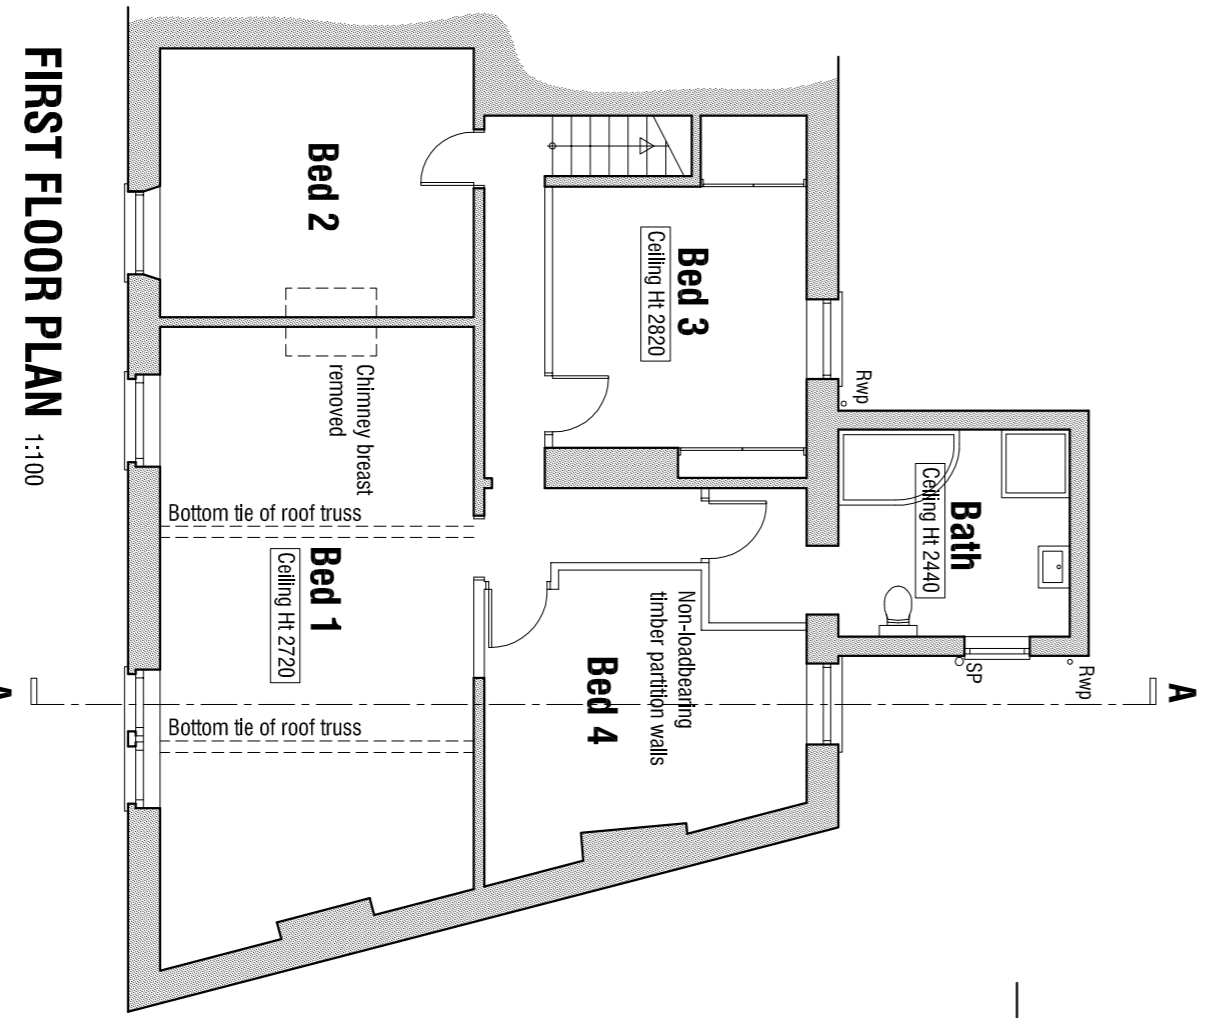 FIRST FLOOR PLAN 1:100
Bed 2
Bed 3
Ceiling Ht 2820
Rwp
Bath
Ceiling Ht 2440
Chimney breast
removed
Bottom tie of roof truss
Bed 1
Ceiling Ht 2720
Non-loadbearing
timber partition walls
Bed 4
SP
Rwp
A
A
Bottom tie of roof truss